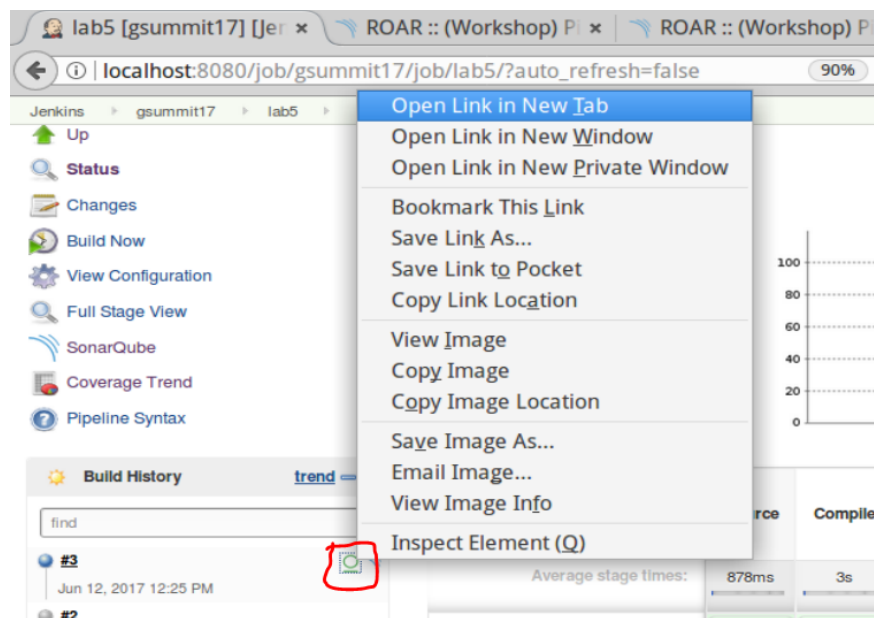 lab5 [gsummit17] [Jen ×
ROAR :: (Workshop) Pi ×
ROAR :: (Workshop) P
localhost:8080/job/gsummit17/job/lab5/?auto_refresh=false
90%
Jenkins gsummit17 lab5
Up
Status
Changes
Build Now
View Configuration
Full Stage View
SonarQube
Coverage Trend
Pipeline Syntax
Build History trend
find
#3
Jun 12, 2017 12:25 PM
#2
Open Link in New Tab
Open Link in New Window
Open Link in New Private Window
Bookmark This Link
Save Link As...
Save Link to Pocket
Copy Link Location
View Image
Copy Image
Copy Image Location
Save Image As...
Email Image...
View Image Info
Inspect Element (Q)
100
80
60
40
20
0
rce Compile
Average stage times: 878ms 3s